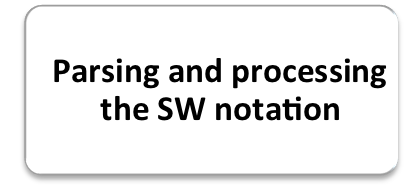 Parsing and processing
the SW notation